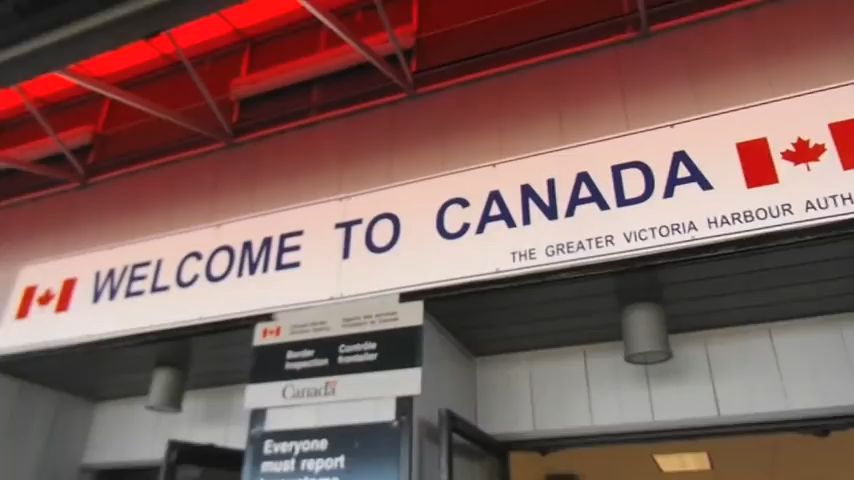 WELCOME TO CANADA
THE GREATER VICTORIA HARBOUR AUTH
Border Contrôle
Inspection frontalier
Canada
Everyone
must report